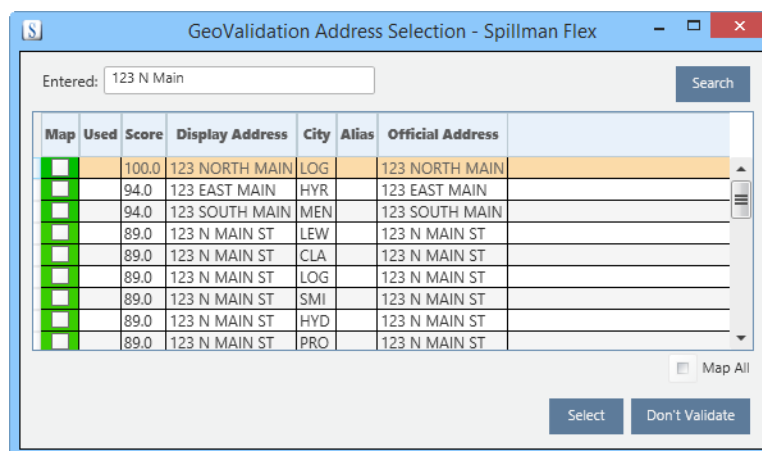 S GeoValidation Address Selection - Spillman Flex
Entered: 123 N Main Search
Map Used Score Display Address City Alias Official Address
100.0 123 NORTH MAIN LOG 123 NORTH MAIN
94.0 123 EAST MAIN HYR 123 EAST MAIN
94.0 123 SOUTH MAIN MEN 123 SOUTH MAIN
89.0 123 N MAIN ST LEW 123 N MAIN ST
89.0 123 N MAIN ST CLA 123 N MAIN ST
89.0 123 N MAIN ST LOG 123 N MAIN ST
89.0 123 N MAIN ST SMI 123 N MAIN ST
89.0 123 N MAIN ST HYD 123 N MAIN ST
89.0 123 N MAIN ST PRO 123 N MAIN ST
Map All
Select Don't Validate